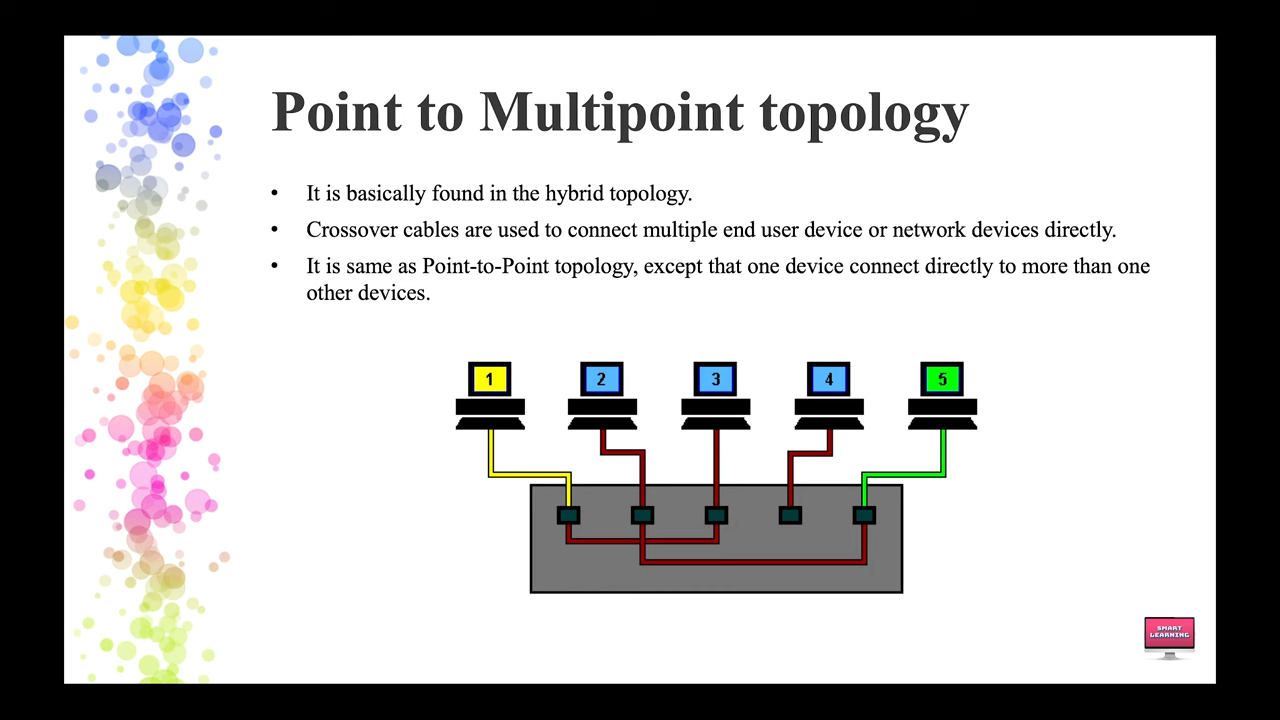 Point to Multipoint topology
• It is basically found in the hybrid topology.
• Crossover cables are used to connect multiple end user device or network devices directly.
• It is same as Point-to-Point topology, except that one device connect directly to more than one
other devices.
1 2 3 4 5
SMART
LEARNING